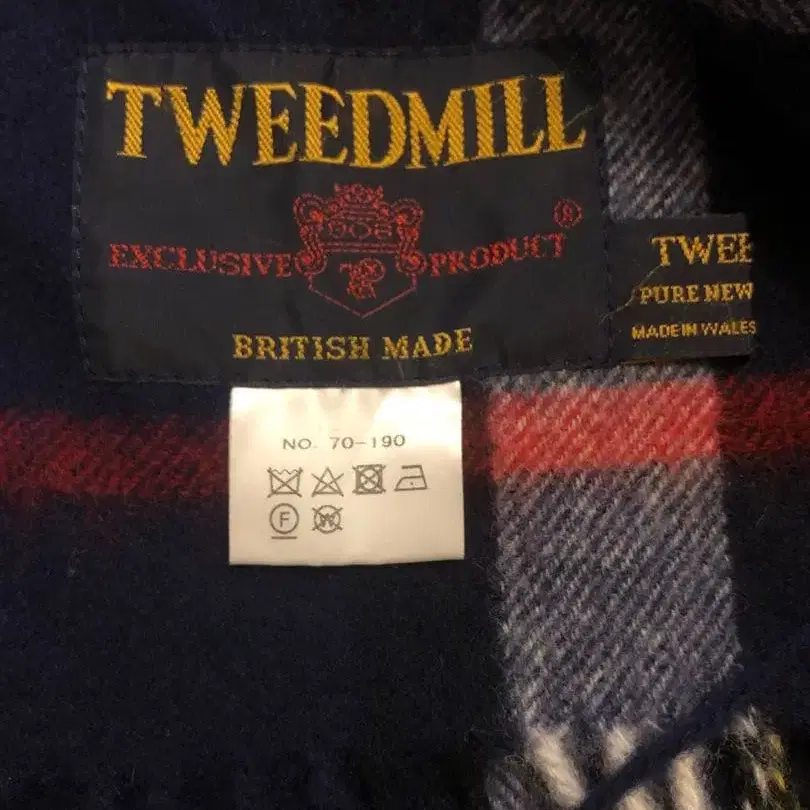 TWEEDMILL
®
EXCLUSIVE PRODUCT
BRITISH MADE
TWEE
PURE NEW
MADE IN WALES
NO. 70-190
F
W